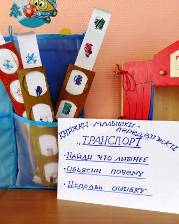 КНИЖКИ-МАЛЫШКИ-ПЕРЕДВИЖКИ
„ТРАНСПОРТ
- НАЙДИ ЧТО ЛИШНЕЕ
- ОБЪЯСНИ ПОЧЕМУ
- ИСПРАВЬ ОШИБКУ